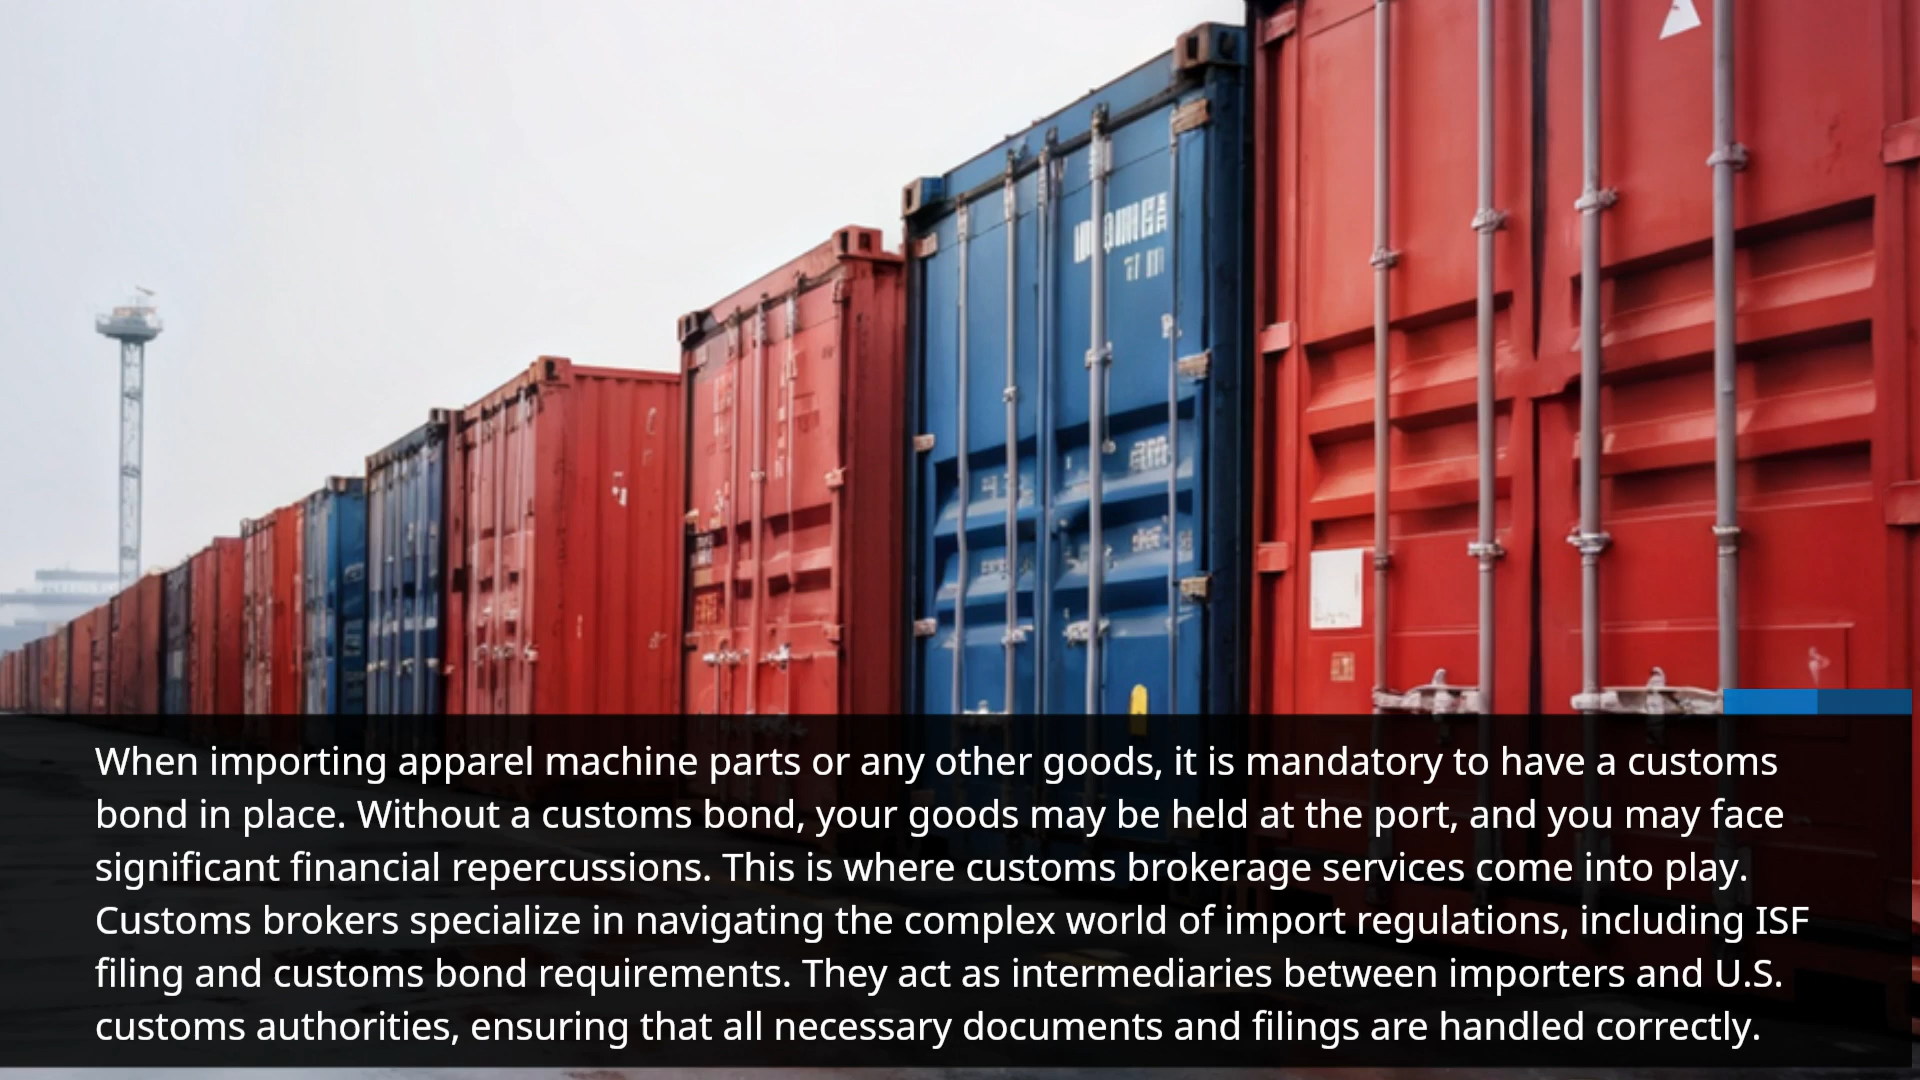 When importing apparel machine parts or any other goods, it is mandatory to have a customs
bond in place. Without a customs bond, your goods may be held at the port, and you may face
significant financial repercussions. This is where customs brokerage services come into play.
Customs brokers specialize in navigating the complex world of import regulations, including ISF
filing and customs bond requirements. They act as intermediaries between importers and U.S.
customs authorities, ensuring that all necessary documents and filings are handled correctly.